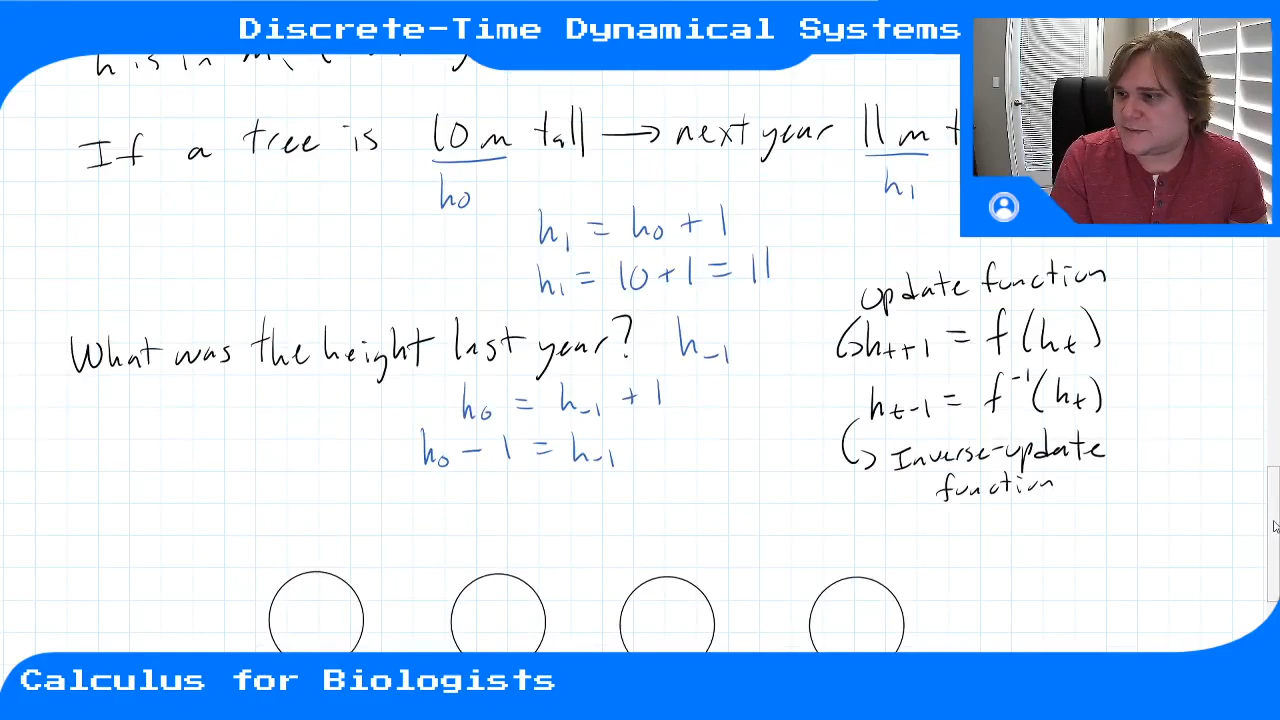 Discrete-Time Dynamical Systems
h is in m,
If a tree is 10 m tall → next year 11 m t
h₀ h₁
h₁ = h₀ + 1
h₁ = 10 + 1 = 11
update function
What was the height last year? h₋₁
hₜ₊₁ = f(hₜ)
h₀ = h₋₁ + 1
hₜ₋₁ = f⁻¹(hₜ)
h₀ - 1 = h₋₁
Inverse-update
function
Calculus for Biologists